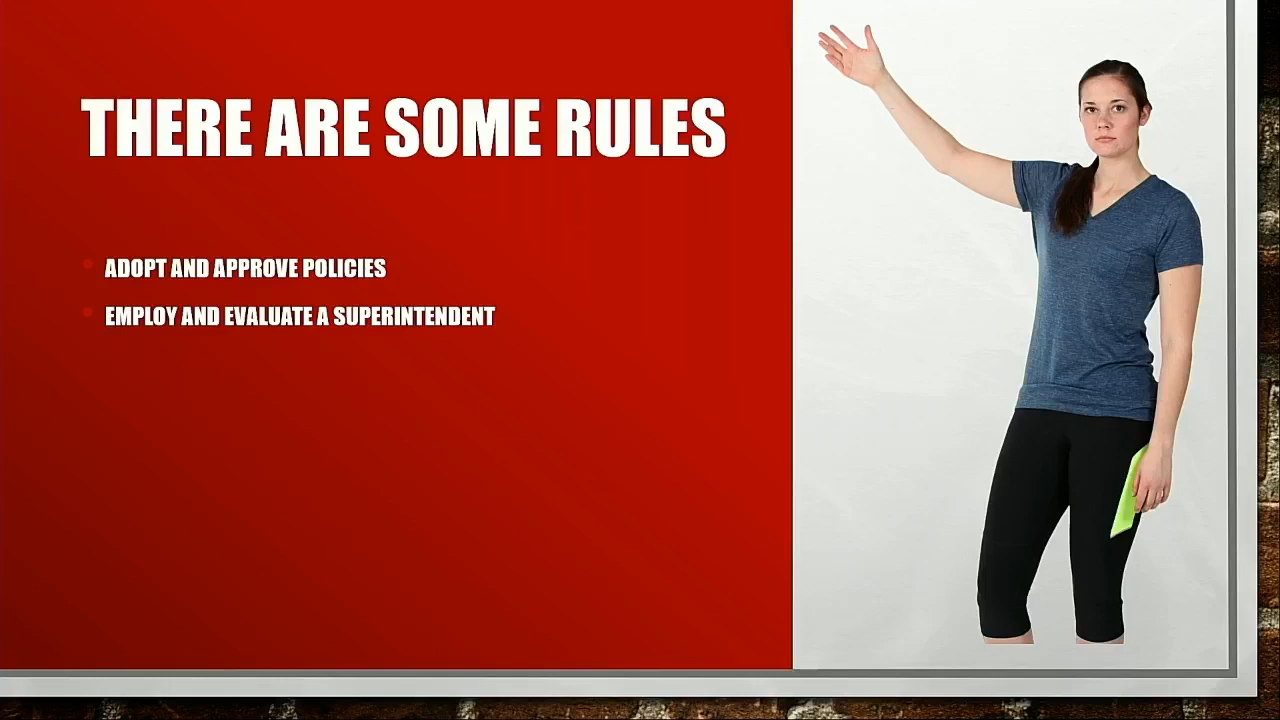 THERE ARE SOME RULES
ADOPT AND APPROVE POLICIES
EMPLOY AND EVALUATE A SUPERINTENDENT